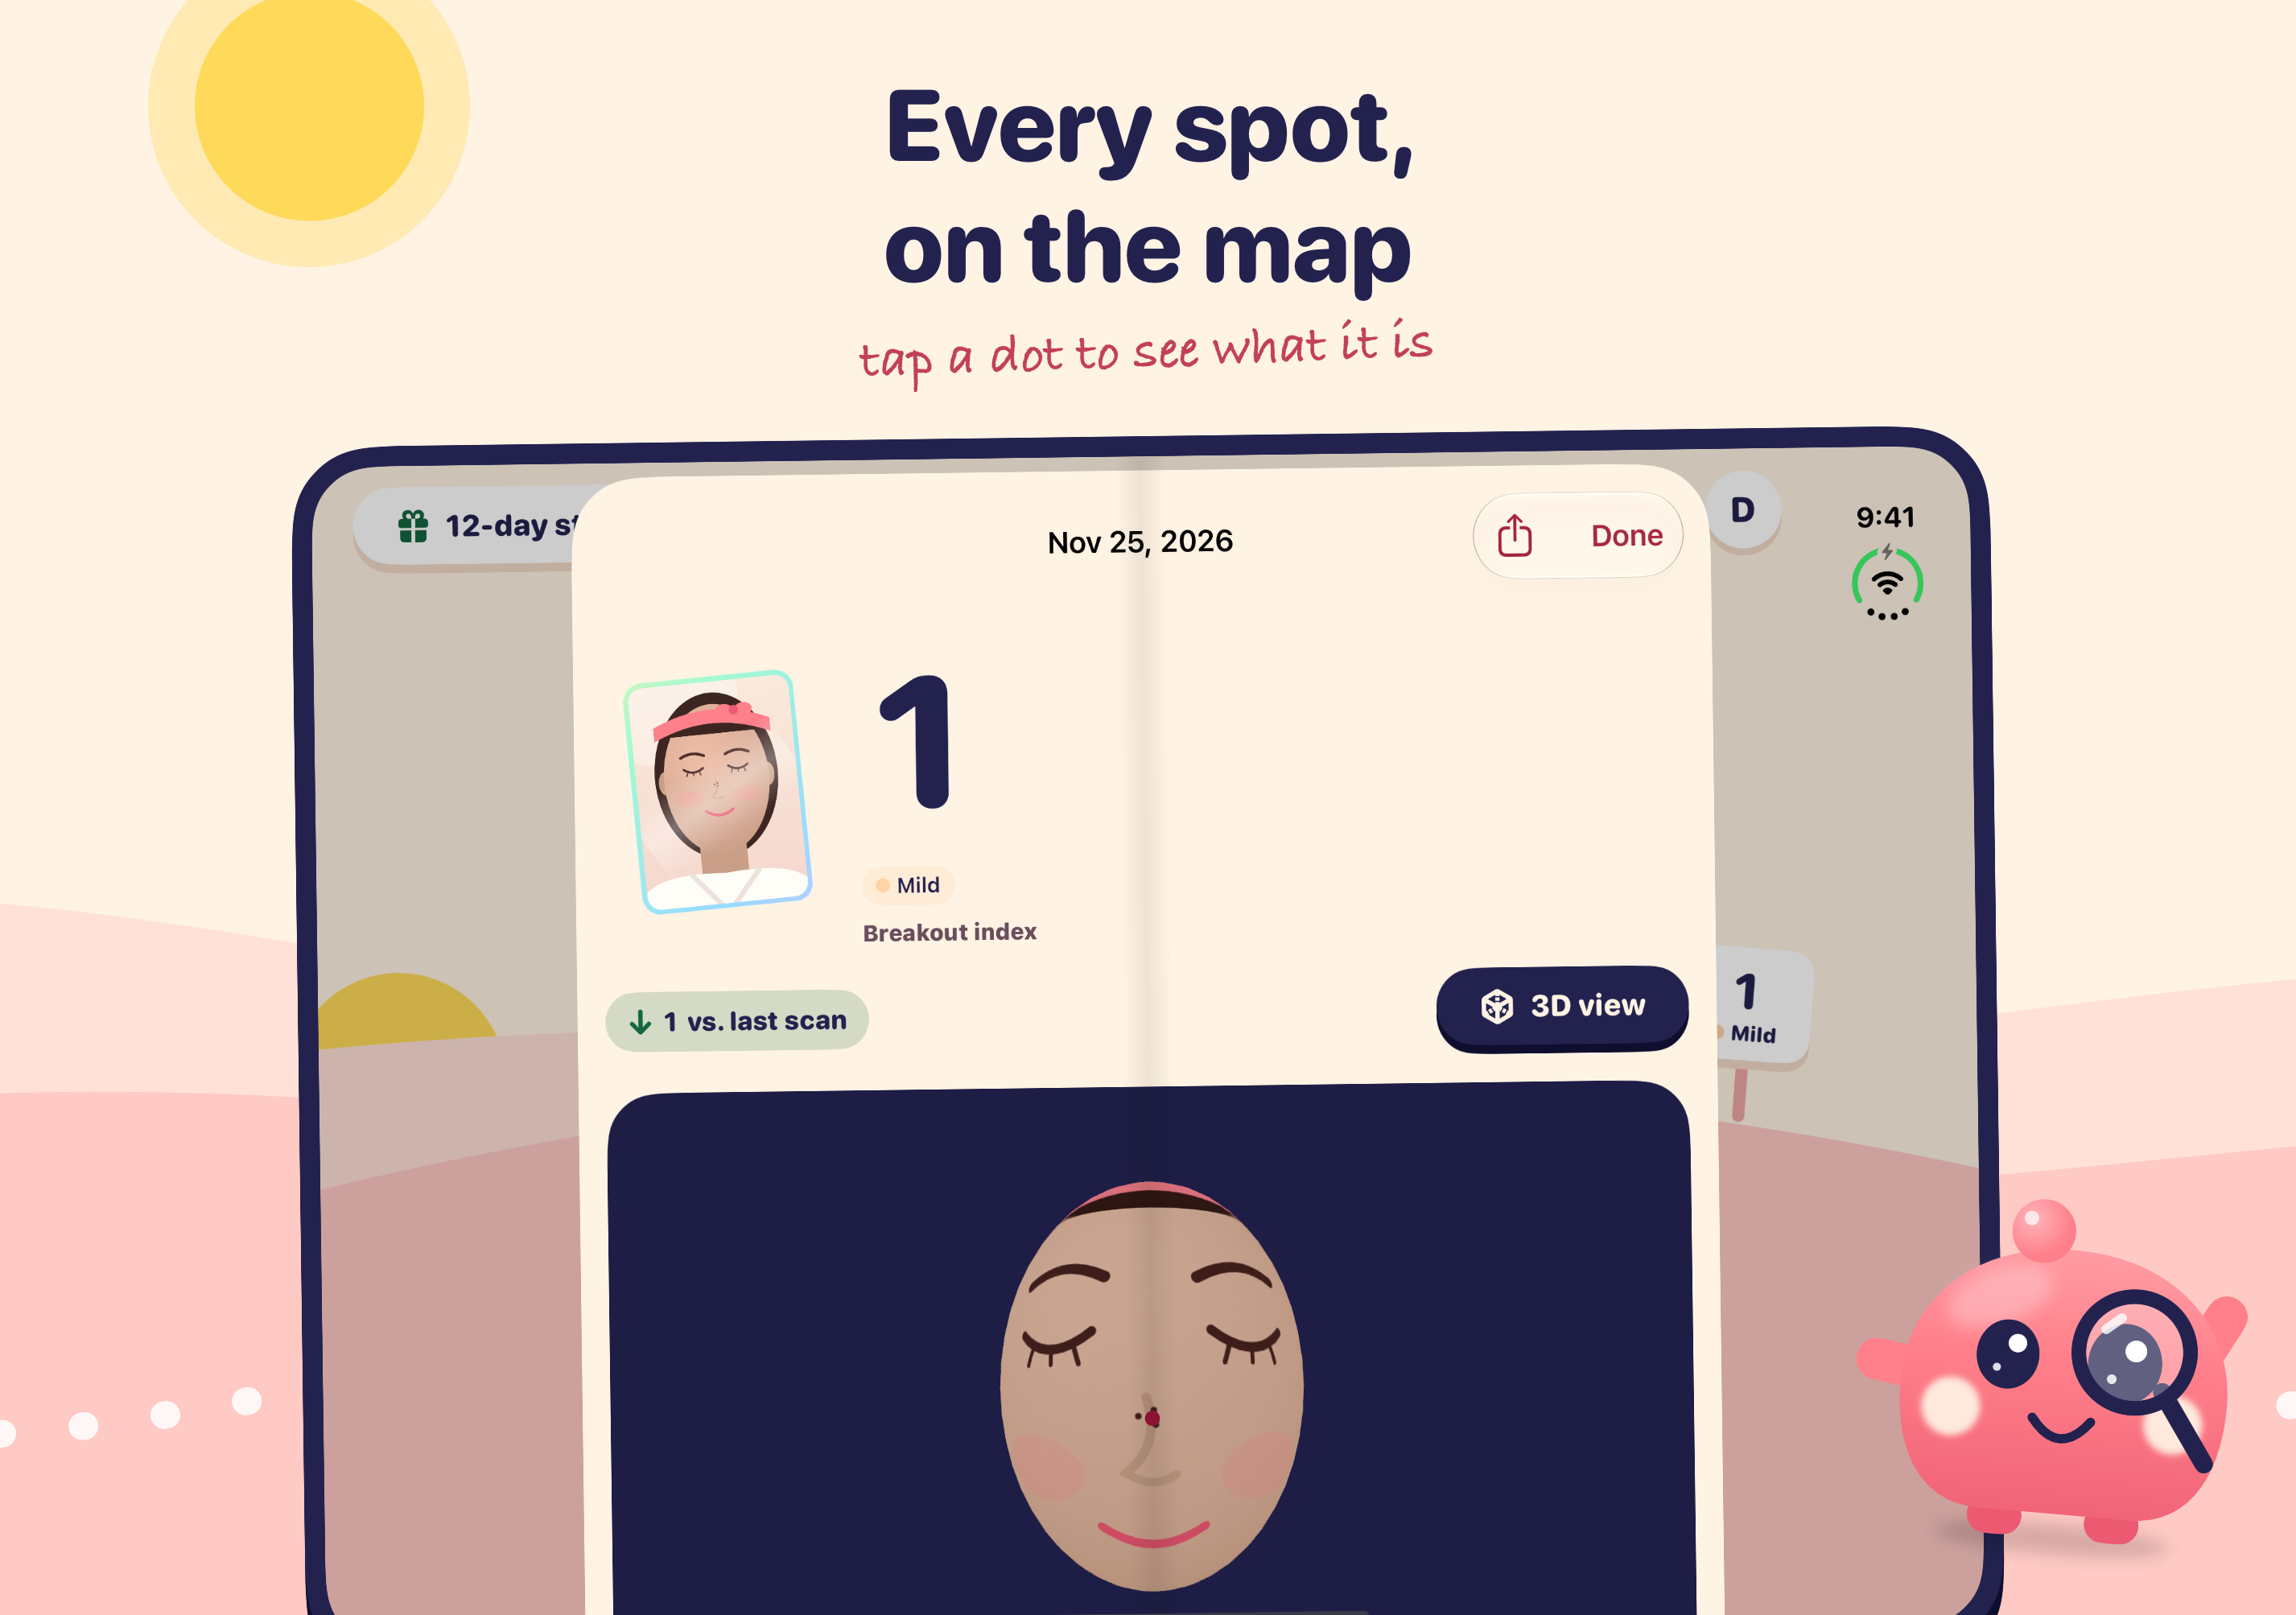 Every spot,
on the map
tap a dot to see what it is
12-day
Nov 25, 2026
Done
D
9:41
1
Mild
Breakout index
1 vs. last scan
3D view
1
Mild